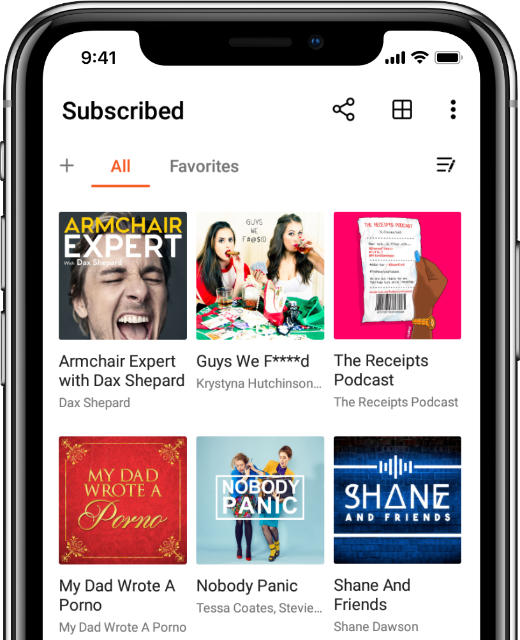 9:41
Subscribed
All
Favorites
ARMCHAIR
EXPERT
with Dax Shepard
GUYS
WE
F#@$D
THE RECEIPTS PODCAST
Armchair Expert
with Dax Shepard
Dax Shepard
Guys We F****d
Krystyna Hutchinson...
The Receipts
Podcast
The Receipts Podcast
MY DAD
WROTE A
Porno
NOBODY
PANIC
SHANE
AND FRIENDS
My Dad Wrote A
Porno
My Dad Wrote A Porno
Nobody Panic
Tessa Coates, Stevie...
Shane And
Friends
Shane Dawson